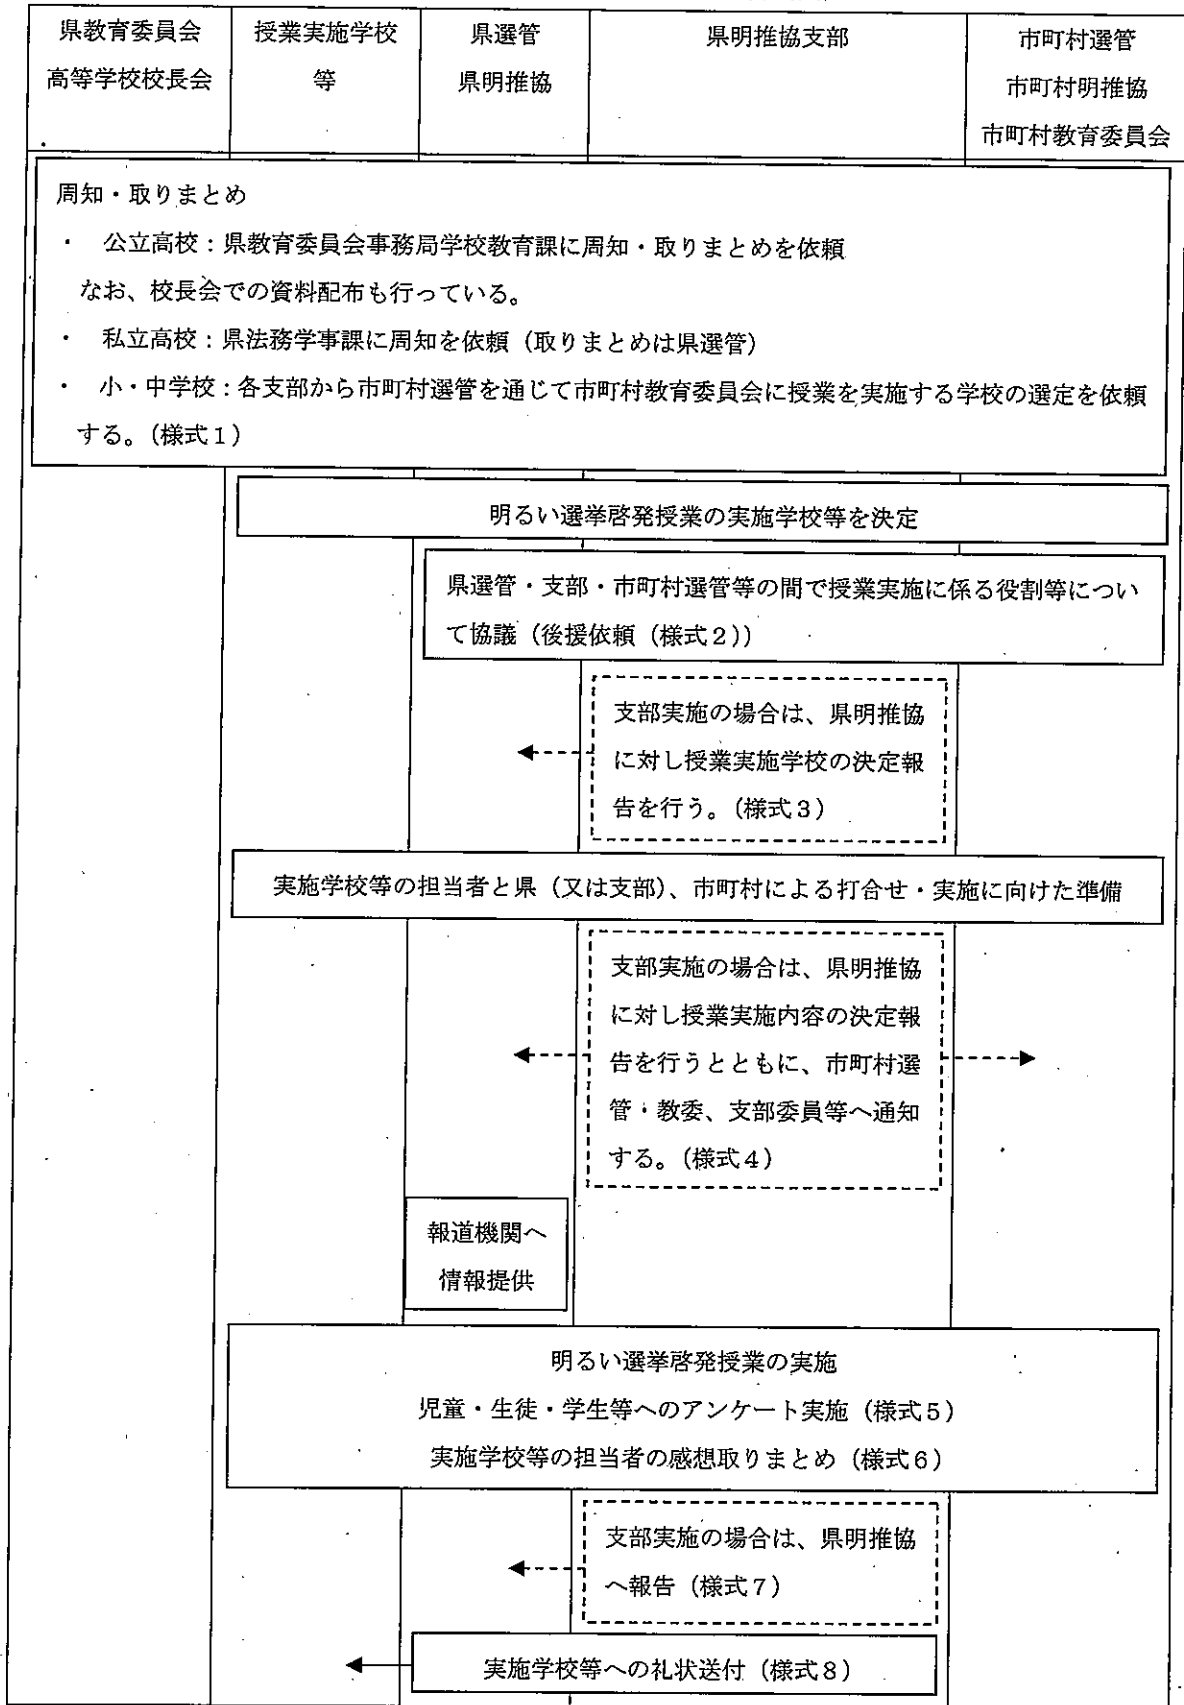 県教育委員会
高等学校校長会
授業実施学校
等
県選管
県明推協
県明推協支部
市町村選管
市町村明推協
市町村教育委員会
周知・取りまとめ
・　公立高校：県教育委員会事務局学校教育課に周知・取りまとめを依頼
なお、校長会での資料配布も行っている。
・　私立高校：県法務学事課に周知を依頼（取りまとめは県選管）
・　小・中学校：各支部から市町村選管を通じて市町村教育委員会に授業を実施する学校の選定を依頼
する。（様式１）
明るい選挙啓発授業の実施学校等を決定
県選管・支部・市町村選管等の間で授業実施に係る役割等につい
て協議（後援依頼（様式２））
支部実施の場合は、県明推協
に対し授業実施学校の決定報
告を行う。（様式３）
実施学校等の担当者と県（又は支部）、市町村による打合せ・実施に向けた準備
支部実施の場合は、県明推協
に対し授業実施内容の決定報
告を行うとともに、市町村選
管・教委、支部委員等へ通知
する。（様式４）
報道機関へ
情報提供
明るい選挙啓発授業の実施
児童・生徒・学生等へのアンケート実施（様式５）
実施学校等の担当者の感想取りまとめ（様式６）
支部実施の場合は、県明推協
へ報告（様式７）
実施学校等への礼状送付（様式８）